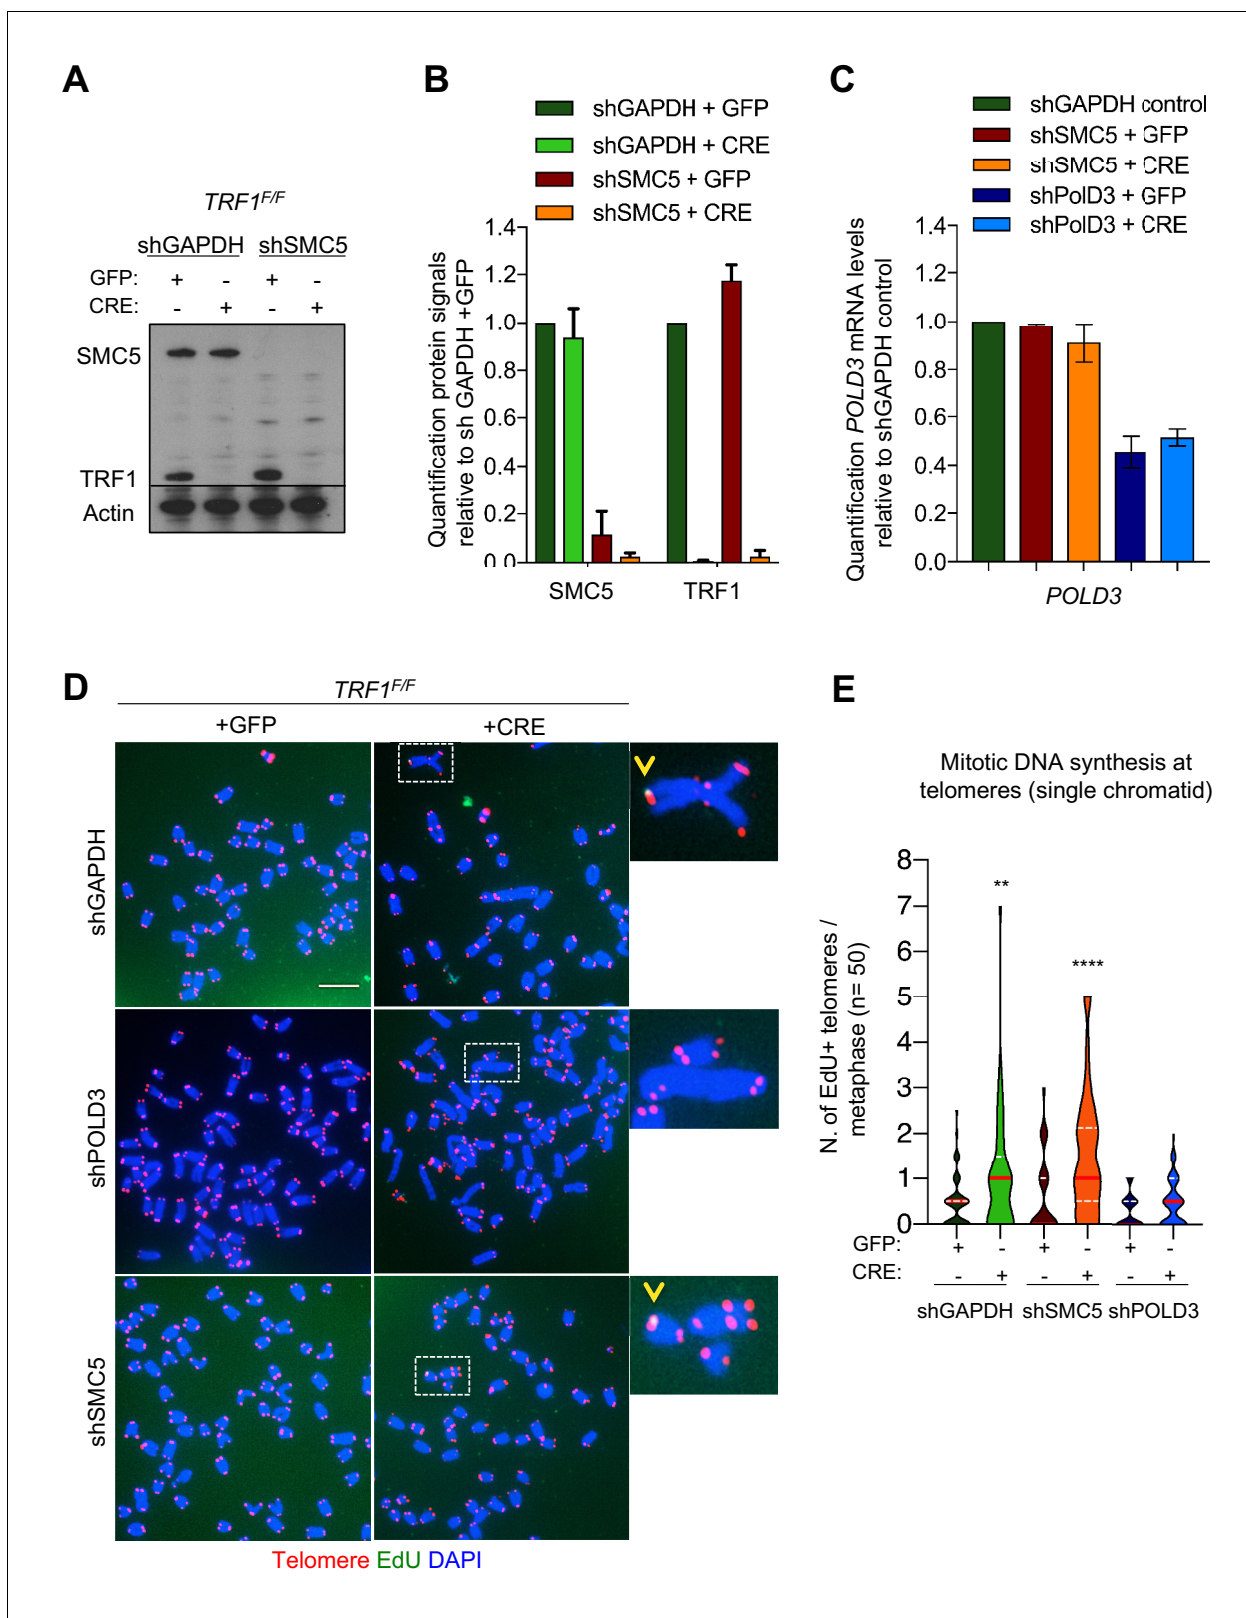 A
TRF1F/F
shGAPDH shSMC5
GFP: + - + -
CRE: - + - +
SMC5
TRF1
Actin
B
shGAPDH + GFP
shGAPDH + CRE
shSMC5 + GFP
shSMC5 + CRE
Quantification protein signals
relative to sh GAPDH +GFP
1.4
1.2
1.0
0.8
0.6
0.4
0.2
0.0
SMC5 TRF1
C
shGAPDH control
shSMC5 + GFP
shSMC5 + CRE
shPolD3 + GFP
shPolD3 + CRE
Quantification POLD3 mRNA levels
relative to shGAPDH control
1.4
1.2
1.0
0.8
0.6
0.4
0.2
0.0
POLD3
D
TRF1F/F
+GFP +CRE
shGAPDH
shPOLD3
shSMC5
Telomere EdU DAPI
E
Mitotic DNA synthesis at
telomeres (single chromatid)
N. of EdU+ telomeres /
metaphase (n= 50)
8
7
6
5
4
3
2
1
0
**
****
GFP: + - + - + -
CRE: - + - + - +
shGAPDH shSMC5 shPOLD3